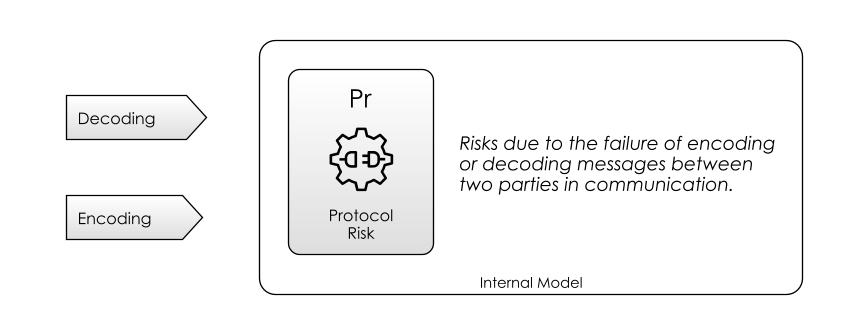 Decoding
Encoding
Pr
Protocol
Risk
Risks due to the failure of encoding
or decoding messages between
two parties in communication.
Internal Model